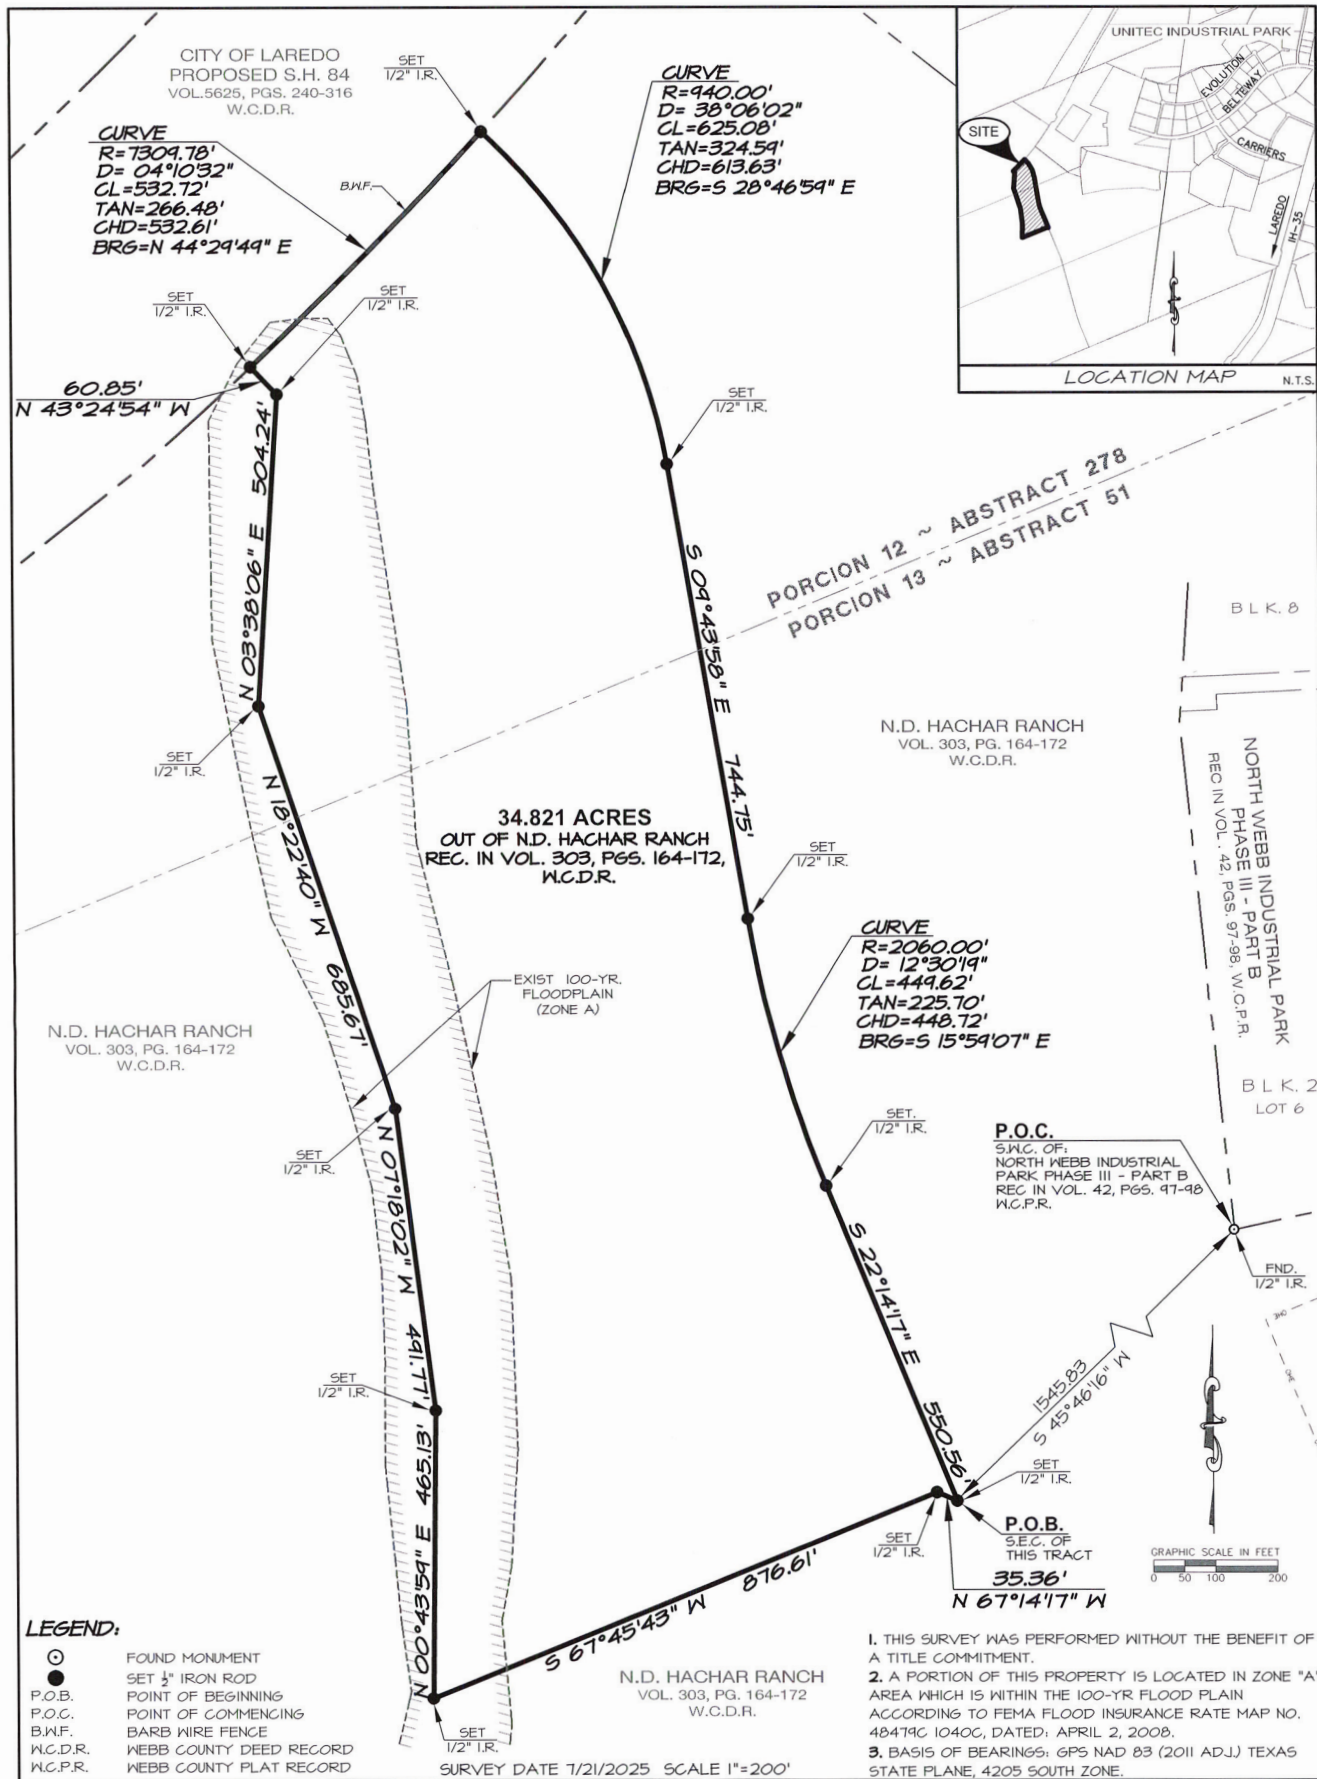 CITY OF LAREDO
PROPOSED S.H. 84
VOL.5625, PGS. 240-316
W.C.D.R.
SET
1/2" I.R.
CURVE
R=7309.78'
D= 04°10'32"
CL=532.72'
TAN=266.48'
CHD=532.61'
BRG=N 44°29'49" E
B.W.F.
CURVE
R=940.00'
D= 38°06'02"
CL=625.08'
TAN=324.59'
CHD=613.63'
BRG=S 28°46'59" E
UNITEC INDUSTRIAL PARK
EVOLUTION
BELTEWAY
CARRIERS
SITE
LAREDO
IH-35
LOCATION MAP
N.T.S.
SET
1/2" I.R.
SET
1/2" I.R.
60.85'
N 43°24'54" W
SET
1/2" I.R.
N 03°38'06" E 504.24'
PORCION 12 ~ ABSTRACT 278
PORCION 13 ~ ABSTRACT 51
S 09°43'58" E 744.75'
BLK. 8
N.D. HACHAR RANCH
VOL. 303, PG. 164-172
W.C.D.R.
NORTH WEBB INDUSTRIAL PARK
PHASE III - PART B
REC IN VOL. 42, PGS. 97-98, W.C.P.R.
SET
1/2" I.R.
N 18°22'40" W 685.67'
34.821 ACRES
OUT OF N.D. HACHAR RANCH
REC. IN VOL. 303, PGS. 164-172,
W.C.D.R.
SET
1/2" I.R.
CURVE
R=2060.00'
D= 12°30'19"
CL=449.62'
TAN=225.70'
CHD=448.72'
BRG=S 15°59'07" E
EXIST 100-YR.
FLOODPLAIN
(ZONE A)
N.D. HACHAR RANCH
VOL. 303, PG. 164-172
W.C.D.R.
BLK. 2
LOT 6
SET
1/2" I.R.
SET.
1/2" I.R.
P.O.C.
S.W.C. OF:
NORTH WEBB INDUSTRIAL
PARK PHASE III - PART B
REC IN VOL. 42, PGS. 97-98
W.C.P.R.
N 07°18'02" W 491.77'
S 22°14'17" E 550.56'
FND.
1/2" I.R.
OHE
OHE
1545.83
S 45°46'16" W
SET
1/2" I.R.
N 00°43'59" E 465.13'
SET
1/2" I.R.
SET
1/2" I.R.
P.O.B.
S.E.C. OF
THIS TRACT
35.36'
N 67°14'17" W
S 67°45'43" W 876.61'
GRAPHIC SCALE IN FEET
0 50 100 200
LEGEND:
FOUND MONUMENT
SET ½" IRON ROD
P.O.B. POINT OF BEGINNING
P.O.C. POINT OF COMMENCING
B.W.F. BARB WIRE FENCE
W.C.D.R. WEBB COUNTY DEED RECORD
W.C.P.R. WEBB COUNTY PLAT RECORD
SET
1/2" I.R.
N.D. HACHAR RANCH
VOL. 303, PG. 164-172
W.C.D.R.
SURVEY DATE 7/21/2025 SCALE 1"=200'
1. THIS SURVEY WAS PERFORMED WITHOUT THE BENEFIT OF
A TITLE COMMITMENT.
2. A PORTION OF THIS PROPERTY IS LOCATED IN ZONE "A"
AREA WHICH IS WITHIN THE 100-YR FLOOD PLAIN
ACCORDING TO FEMA FLOOD INSURANCE RATE MAP NO.
48479C 1040C, DATED: APRIL 2, 2008.
3. BASIS OF BEARINGS: GPS NAD 83 (2011 ADJ.) TEXAS
STATE PLANE, 4205 SOUTH ZONE.